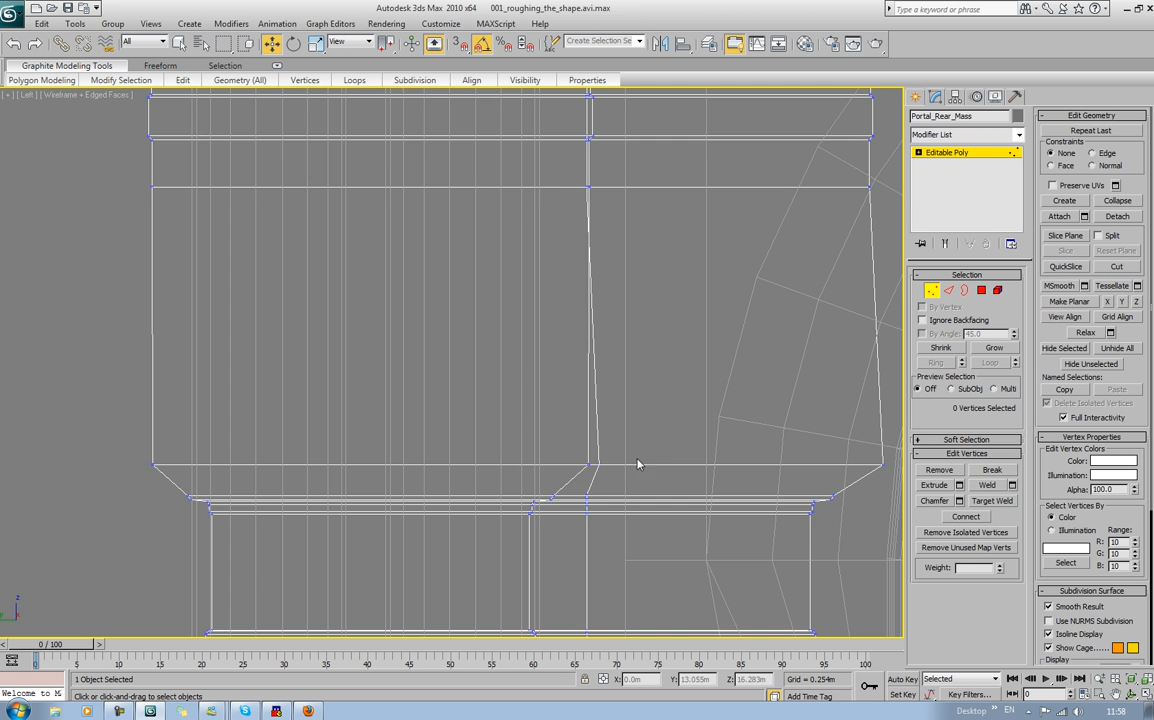 Autodesk 3ds Max 2010 x64    001_roughing_the_shape.avi.max
Type a keyword or phrase
Edit Tools Group Views Create Modifiers Animation Graph Editors Rendering Customize MAXScript Help
All View Create Selection Se
Graphite Modeling Tools Freeform Selection
Polygon Modeling Modify Selection Edit Geometry (All) Vertices Loops Subdivision Align Visibility Properties
[ + ] [ Left ] [ Wireframe + Edged Faces ]
Portal_Rear_Mass
Modifier List
Editable Poly
Selection
By Vertex
Ignore Backfacing
By Angle: 45.0
Shrink Grow
Ring Loop
Preview Selection
Off SubObj Multi
0 Vertices Selected
Soft Selection
Edit Vertices
Remove Break
Extrude Weld
Chamfer Target Weld
Connect
Remove Isolated Vertices
Remove Unused Map Verts
Weight:
Edit Geometry
Repeat Last
Constraints
None Edge
Face Normal
Preserve UVs
Create Collapse
Attach Detach
Slice Plane Split
Slice Reset Plane
QuickSlice Cut
MSmooth Tessellate
Make Planar X Y Z
View Align Grid Align
Relax
Hide Selected Unhide All
Hide Unselected
Named Selections:
Copy Paste
Delete Isolated Vertices
Full Interactivity
Vertex Properties
Edit Vertex Colors
Color:
Illumination:
Alpha: 100.0
Select Vertices By
Color Range:
Illumination R: 10
G: 10
Select B: 10
Subdivision Surface
Smooth Result
Use NURMS Subdivision
Isoline Display
Show Cage......
Display
z
0 / 100
0 5 10 15 20 25 30 35 40 45 50 55 60 65 70 75 80 85 90 95 100
1 Object Selected X: 0.0m Y: 13.055m Z: 16.283m Grid = 0.254m Auto Key Selected
Welcome to M Click or click-and-drag to select objects Add Time Tag Set Key Key Filters... 0
Desktop EN 11:58